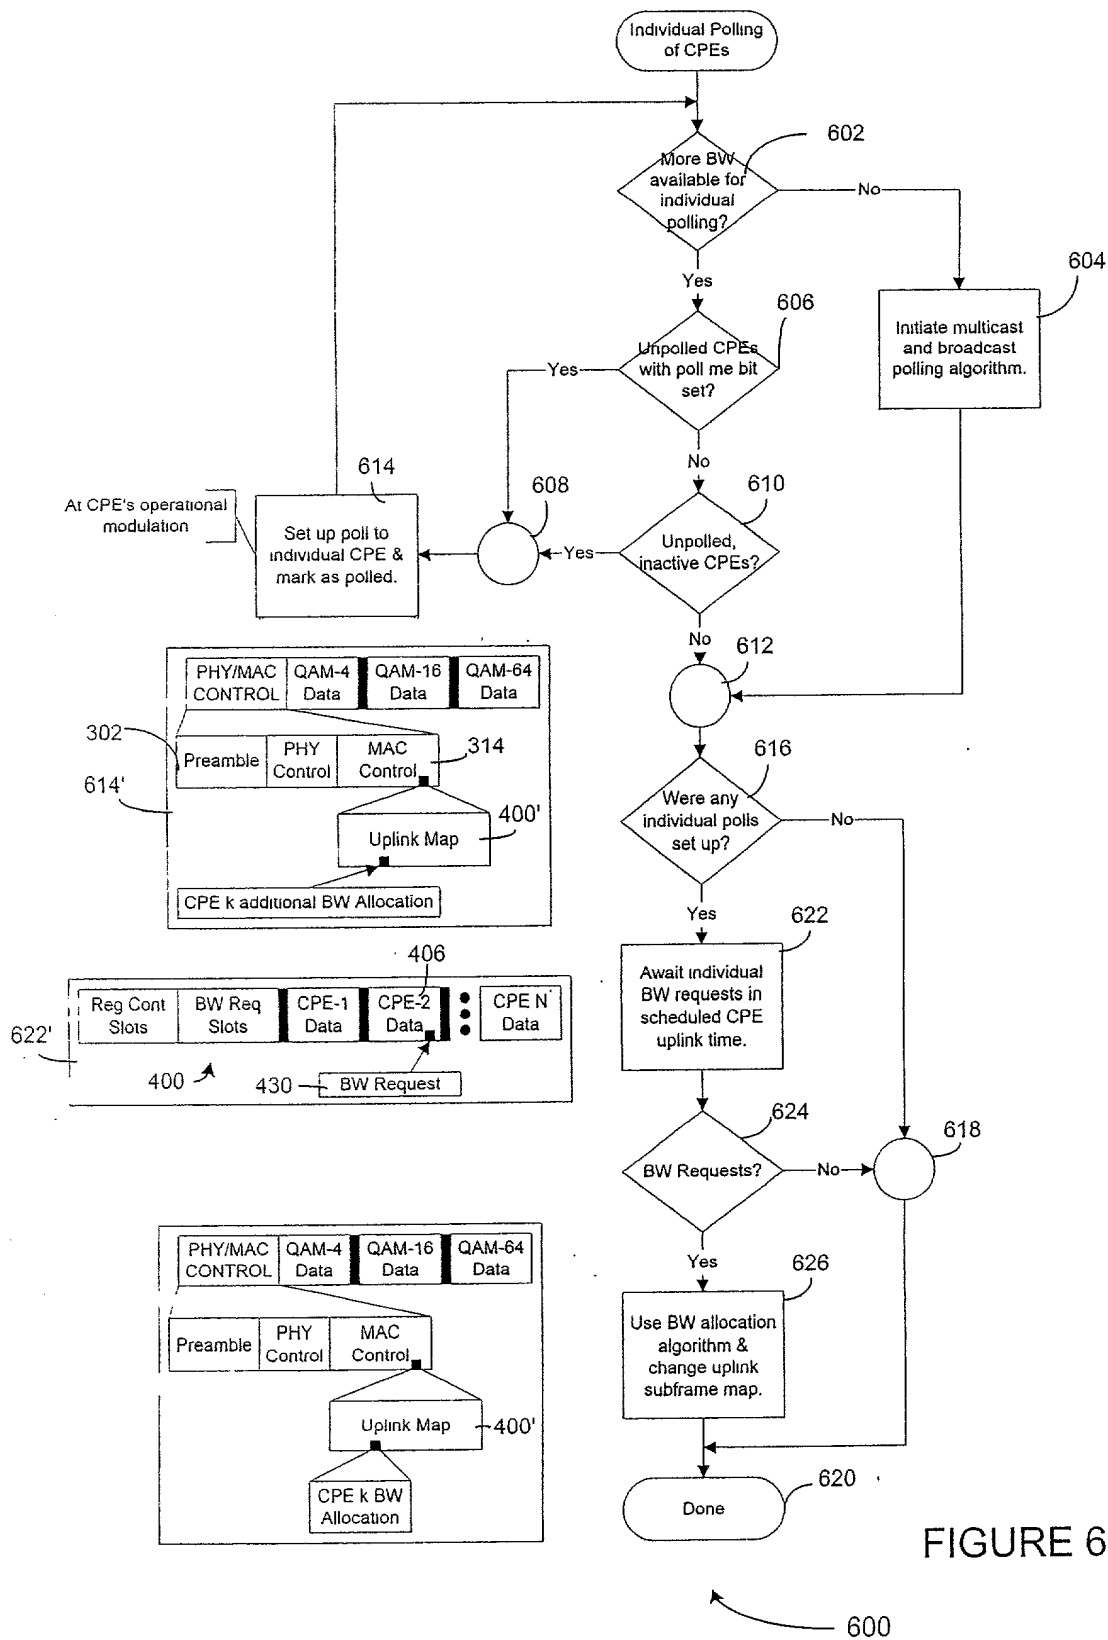 Individual Polling
of CPEs
602
More BW
available for
individual
polling?
No
Yes
604
Initiate multicast
and broadcast
polling algorithm.
606
Unpolled CPEs
with poll me bit
set?
Yes
No
614
At CPE's operational
modulation
Set up poll to
individual CPE &
mark as polled.
608
610
Unpolled,
inactive CPEs?
Yes
No
612
PHY/MAC
CONTROL
QAM-4
Data
QAM-16
Data
QAM-64
Data
302
Preamble
PHY
Control
MAC
Control
314
614'
Uplink Map
400'
CPE k additional BW Allocation
616
Were any
individual polls
set up?
No
Yes
406
Reg Cont
Slots
BW Req
Slots
CPE-1
Data
CPE-2
Data
CPE N
Data
622'
400
430
BW Request
622
Await individual
BW requests in
scheduled CPE
uplink time.
624
BW Requests?
No
618
Yes
PHY/MAC
CONTROL
QAM-4
Data
QAM-16
Data
QAM-64
Data
Preamble
PHY
Control
MAC
Control
Uplink Map
400'
CPE k BW
Allocation
626
Use BW allocation
algorithm &
change uplink
subframe map.
620
Done
FIGURE 6
600